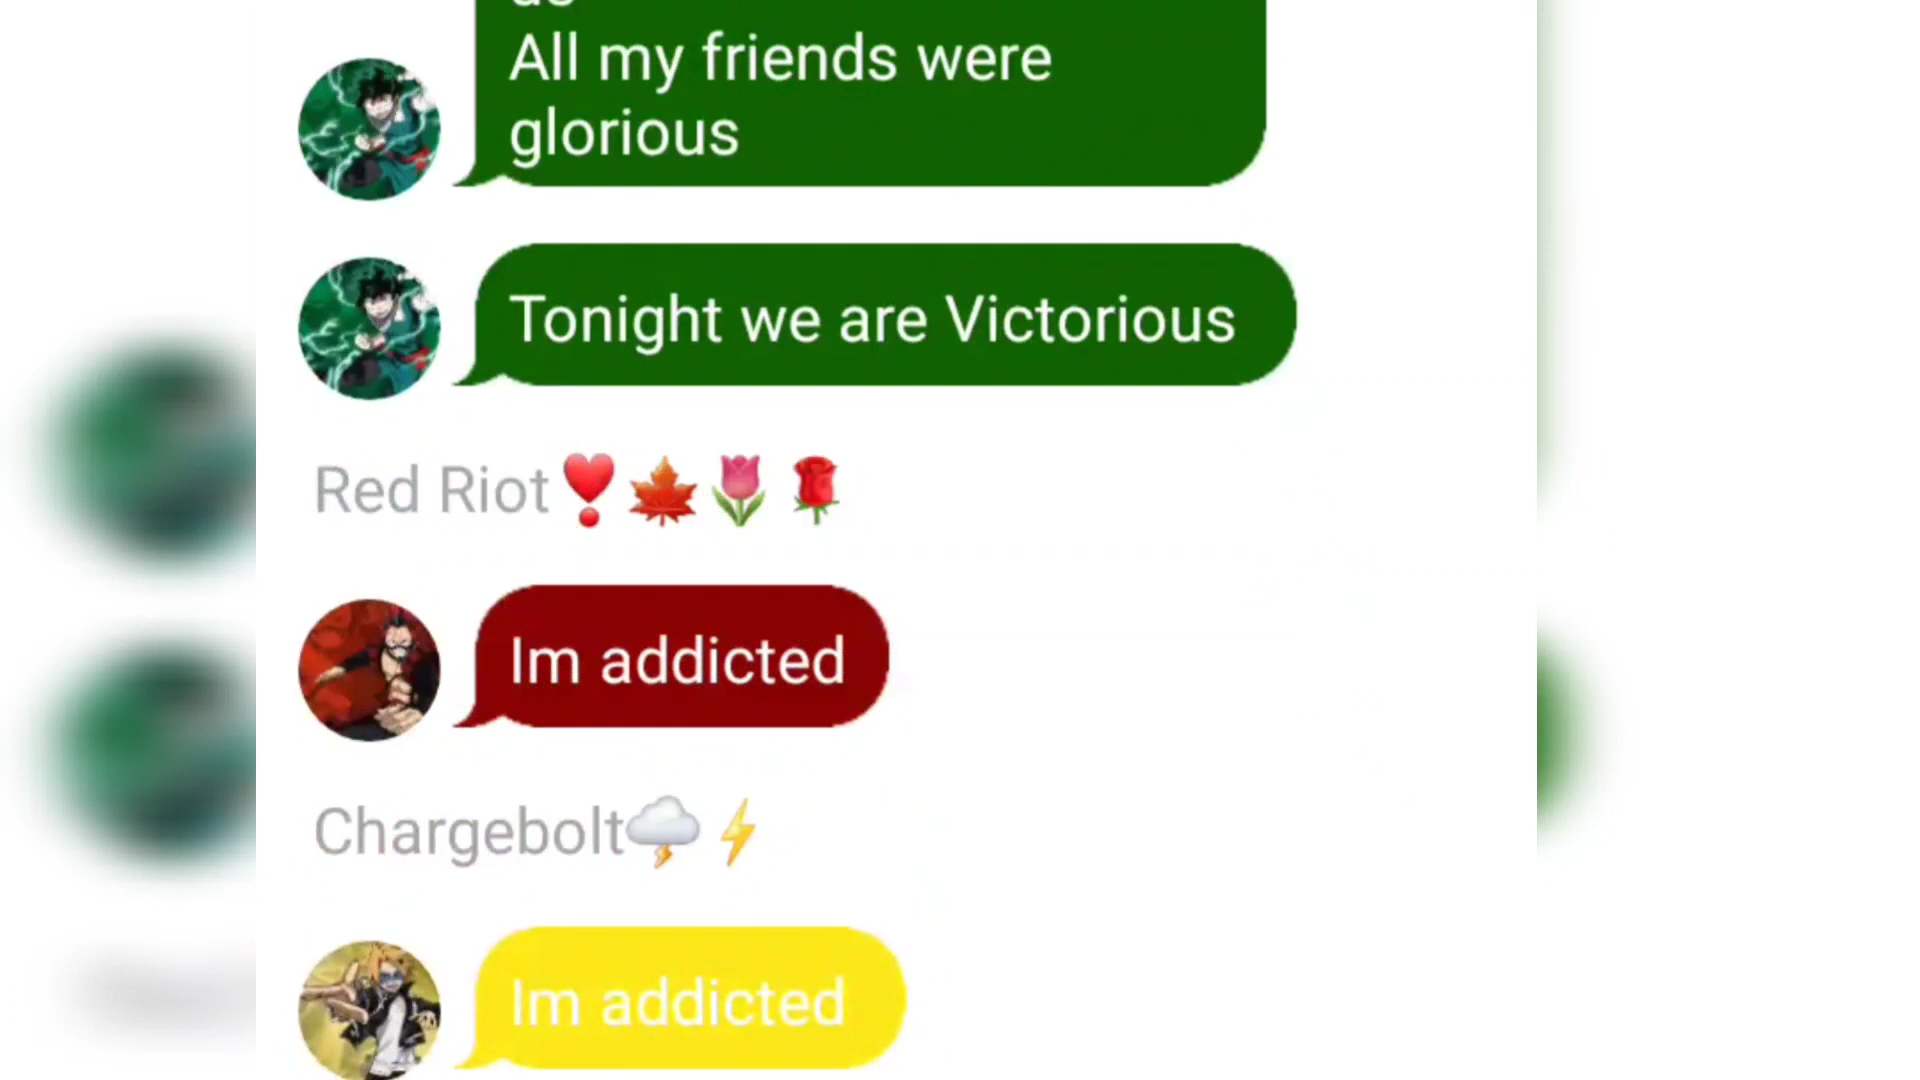 All my friends were
glorious
Tonight we are Victorious
Red Riot❣️🍁🌷🌹
Im addicted
Chargebolt🌩️⚡
Im addicted